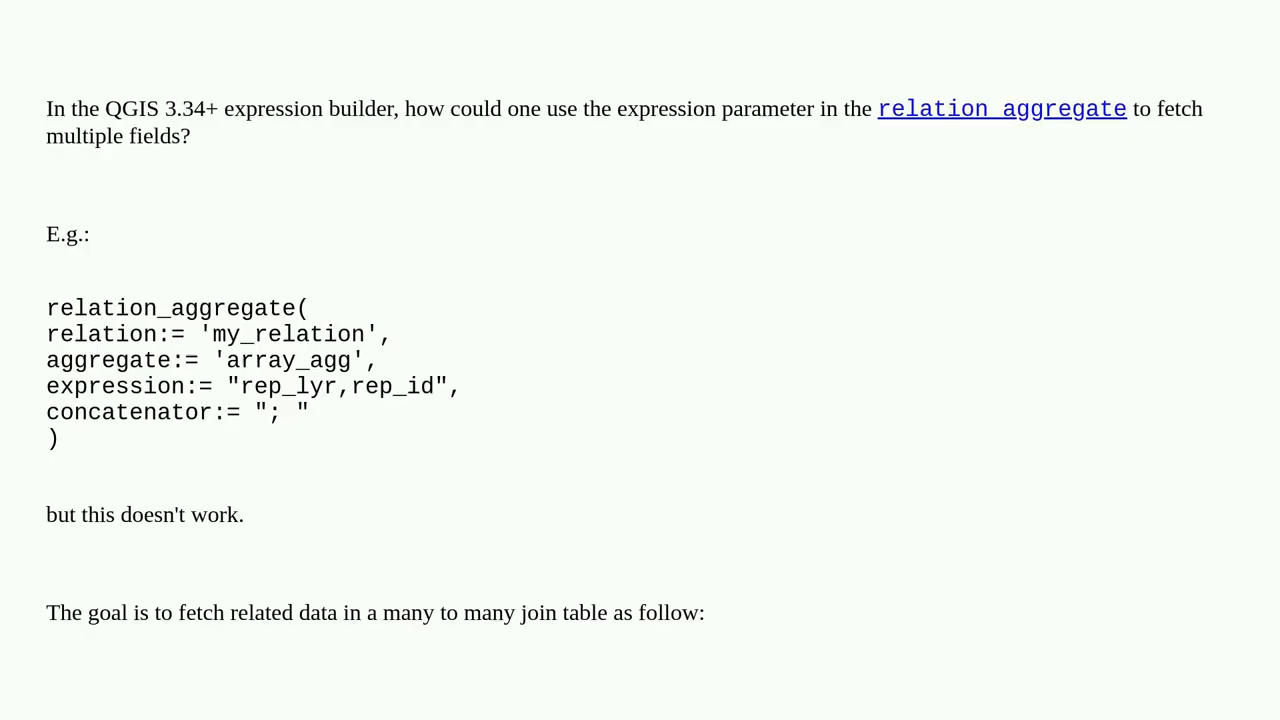 In the QGIS 3.34+ expression builder, how could one use the expression parameter in the relation_aggregate to fetch
multiple fields?
E.g.:
relation_aggregate(
relation:= 'my_relation',
aggregate:= 'array_agg',
expression:= "rep_lyr,rep_id",
concatenator:= "; "
)
but this doesn't work.
The goal is to fetch related data in a many to many join table as follow: